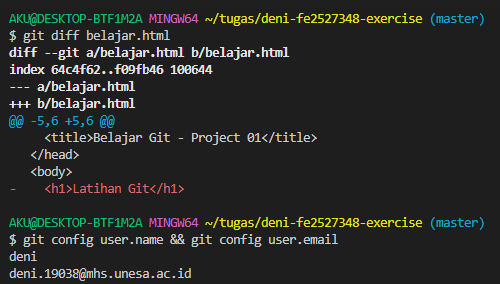 AKU@DESKTOP-BTF1M2A MINGW64 ~/tugas/deni-fe2527348-exercise (master)
$ git diff belajar.html
diff --git a/belajar.html b/belajar.html
index 64c4f62..f09fb46 100644
--- a/belajar.html
+++ b/belajar.html
@@ -5,6 +5,6 @@
    <title>Belajar Git - Project 01</title>
  </head>
  <body>
-    <h1>Latihan Git</h1>
AKU@DESKTOP-BTF1M2A MINGW64 ~/tugas/deni-fe2527348-exercise (master)
$ git config user.name && git config user.email
deni
deni.19038@mhs.unesa.ac.id